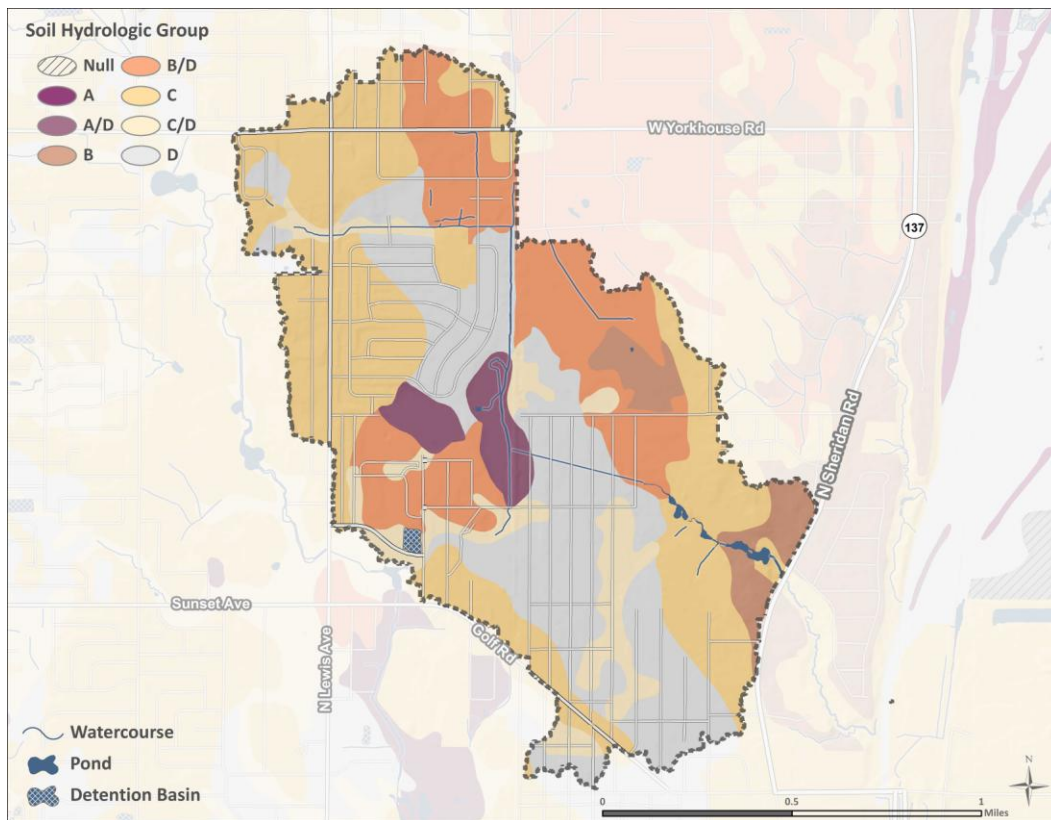 Soil Hydrologic Group
Null
B/D
A
C
A/D
C/D
B
D
W Yorkhouse Rd
137
N Sheridan Rd
Sunset Ave
Golf Rd
N Lewis Ave
Watercourse
Pond
Detention Basin
N
0 0.5 1
Miles